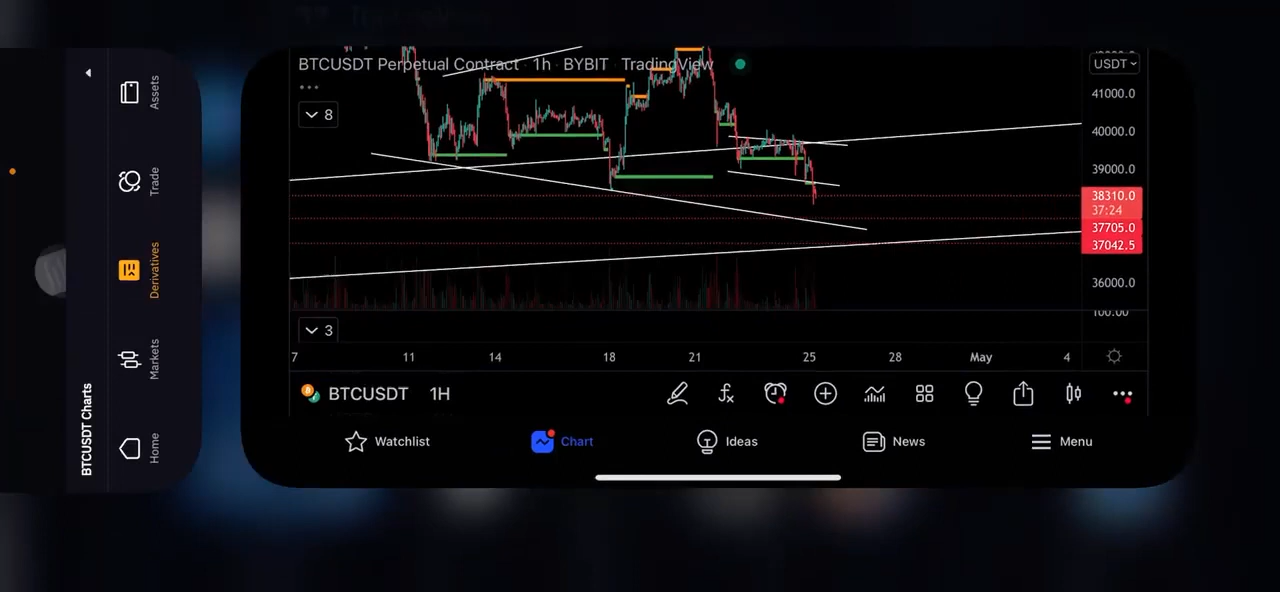 Assets
Trade
Derivatives
Markets
Home
BTCUSDT Charts
BTCUSDT Perpetual Contract · 1h · BYBIT · TradingView
8
USDT
41000.0
40000.0
39000.0
38310.0
37:24
37705.0
37042.5
36000.0
100.00
3
7 11 14 18 21 25 28 May 4
BTCUSDT 1H
Watchlist Chart Ideas News Menu